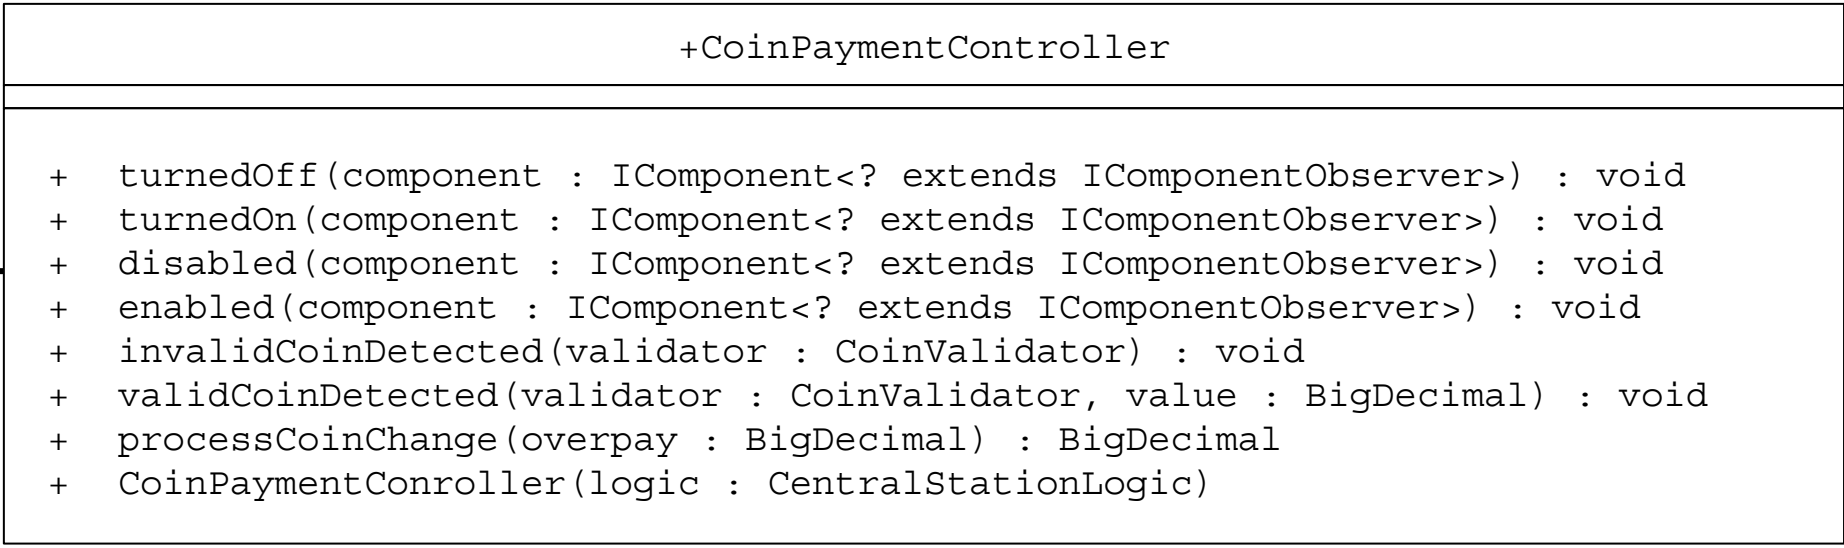 +CoinPaymentController
+ turnedOff(component : IComponent<? extends IComponentObserver>) : void
+ turnedOn(component : IComponent<? extends IComponentObserver>) : void
+ disabled(component : IComponent<? extends IComponentObserver>) : void
+ enabled(component : IComponent<? extends IComponentObserver>) : void
+ invalidCoinDetected(validator : CoinValidator) : void
+ validCoinDetected(validator : CoinValidator, value : BigDecimal) : void
+ processCoinChange(overpay : BigDecimal) : BigDecimal
+ CoinPaymentConroller(logic : CentralStationLogic)